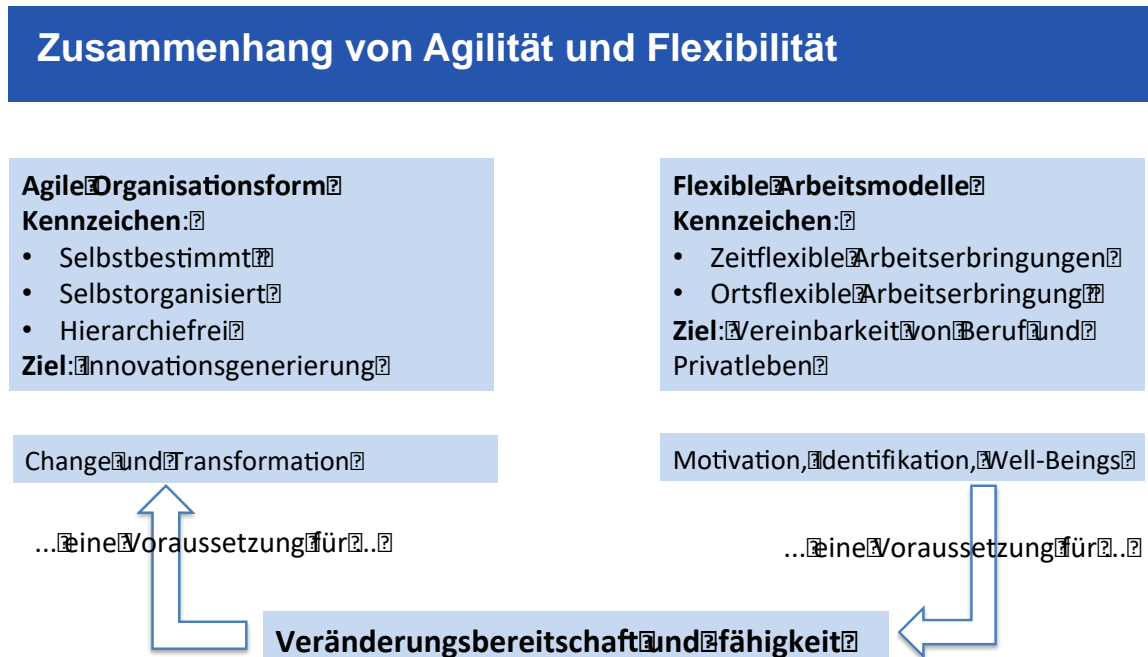 Zusammenhang von Agilität und Flexibilität
Agile Organisationsform
Kennzeichen:
• Selbstbestimmt
• Selbstorganisiert
• Hierarchiefrei
Ziel: Innovationsgenerierung
Change und Transformation
... eine Voraussetzung für ...
Flexible Arbeitsmodelle
Kennzeichen:
• Zeitflexible Arbeitserbringungen
• Ortsflexible Arbeitserbringung
Ziel: Vereinbarkeit von Beruf und
Privatleben
Motivation, Identifikation, Well-Beings
... eine Voraussetzung für ...
Veränderungsbereitschaft und -fähigkeit